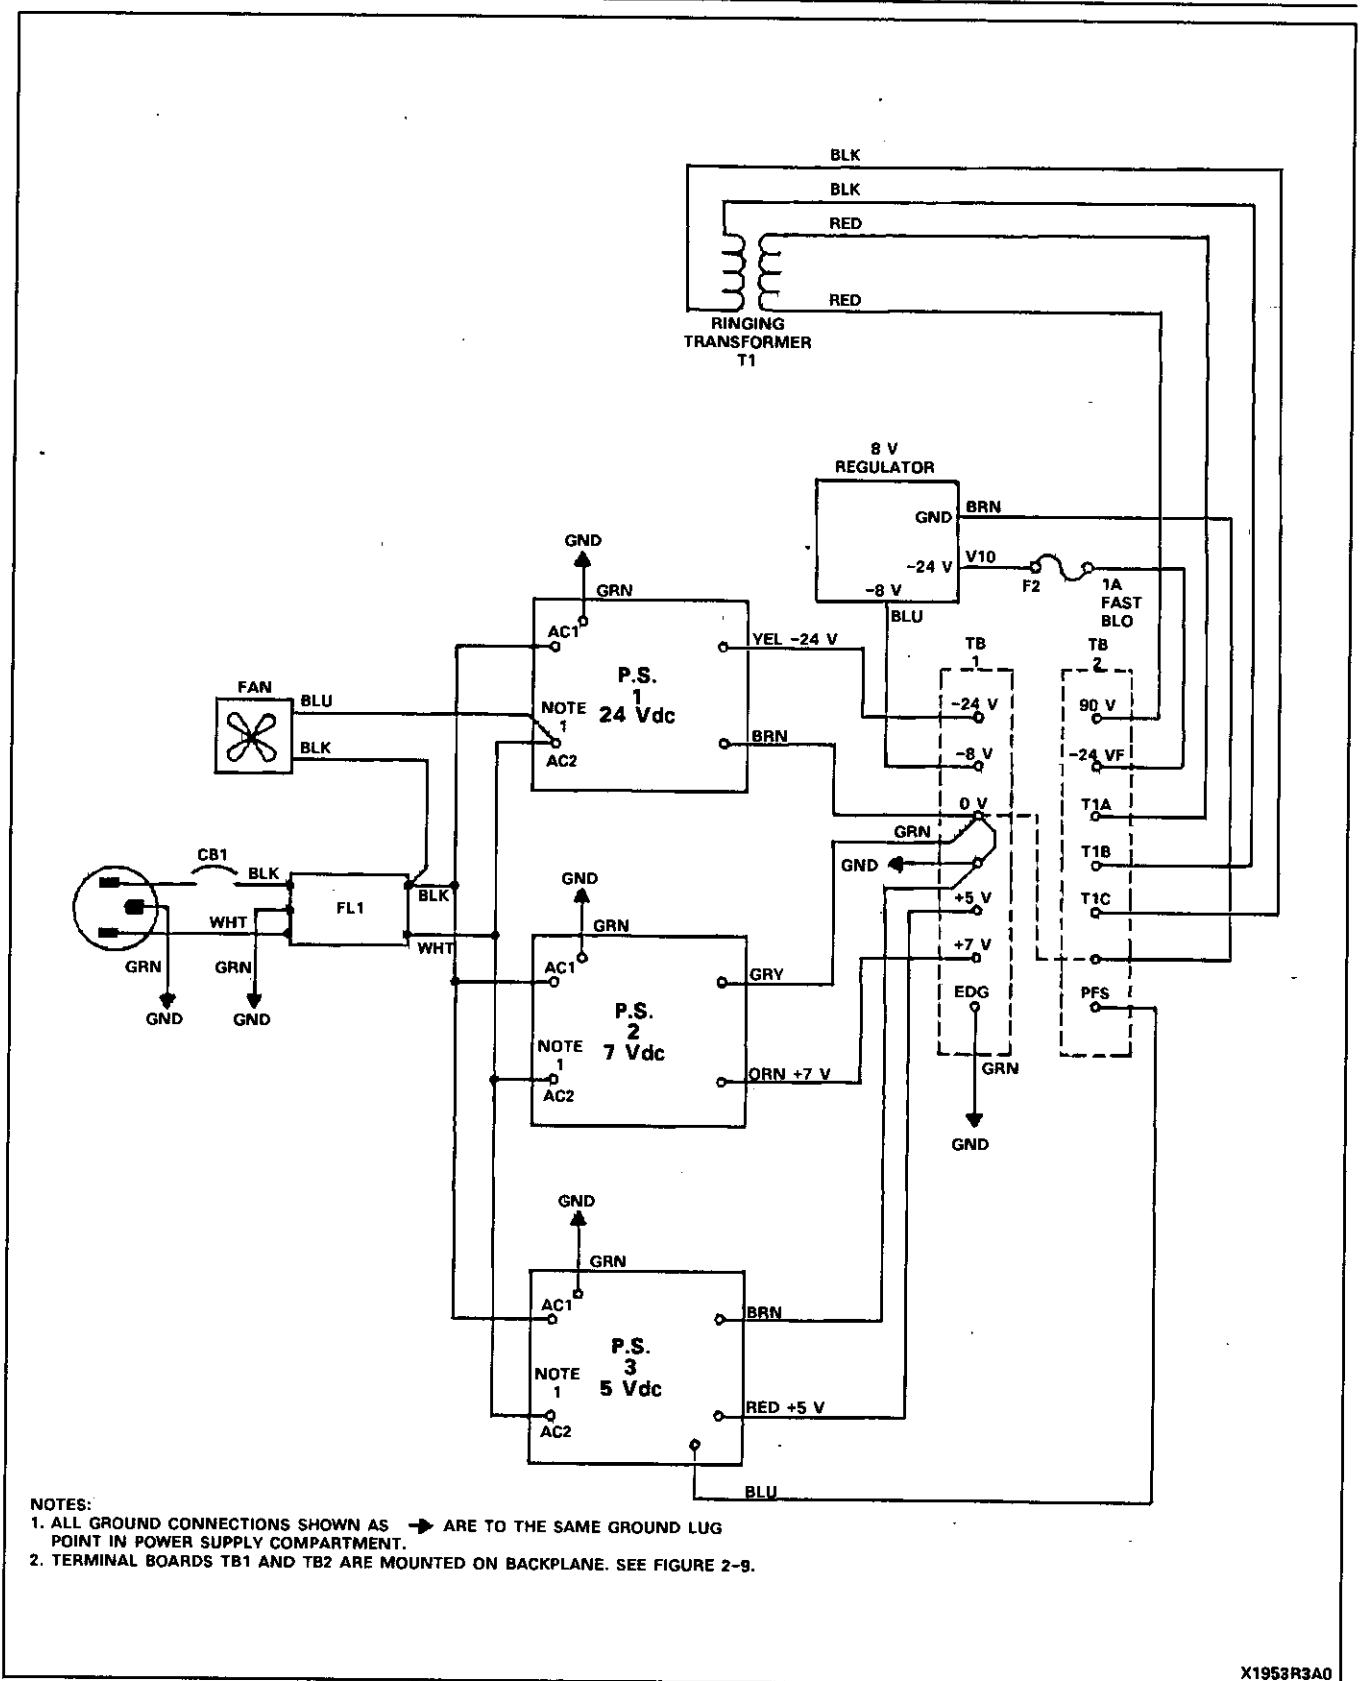 BLK
BLK
RED
RED
RINGING
TRANSFORMER
T1
8 V
REGULATOR
GND
BRN
-24 V
V10
F2
1A
FAST
BLO
-8 V
BLU
GND
GRN
AC1
P.S.
1
24 Vdc
NOTE
1
AC2
YEL -24 V
BRN
FAN
BLU
BLK
TB
1
TB
2
-24 V
-8 V
0 V
GRN
GND
+5 V
+7 V
EDG
GRN
GND
90 V
-24 VF
T1A
T1B
T1C
PFS
CB1
BLK
WHT
GRN
GND
GRN
GND
FL1
BLK
WHT
GND
GRN
AC1
P.S.
2
7 Vdc
NOTE
1
AC2
GRY
ORN +7 V
GND
GRN
AC1
P.S.
3
5 Vdc
NOTE
1
AC2
BRN
RED +5 V
BLU
NOTES:
1. ALL GROUND CONNECTIONS SHOWN AS ARE TO THE SAME GROUND LUG
POINT IN POWER SUPPLY COMPARTMENT.
2. TERMINAL BOARDS TB1 AND TB2 ARE MOUNTED ON BACKPLANE. SEE FIGURE 2-9.
X1953R3A0